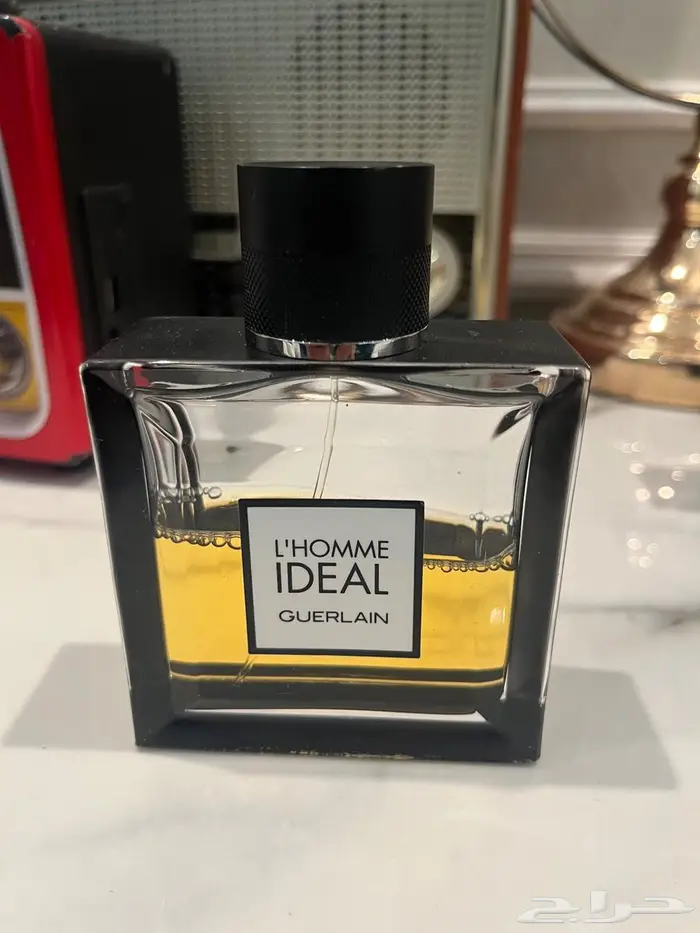 L'HOMME
IDEAL
GUERLAIN
حراج